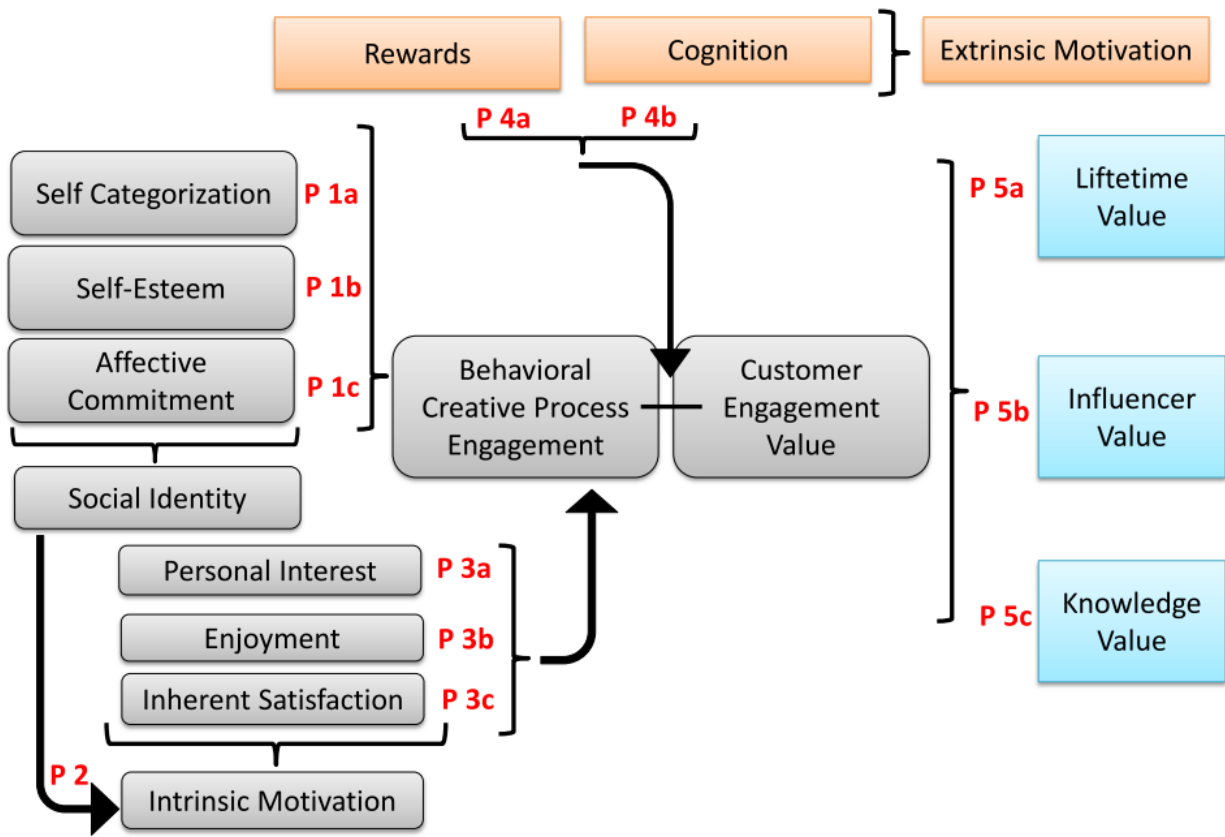 Rewards
Cognition
Extrinsic Motivation
P 4a
P 4b
Self Categorization
P 1a
P 5a
Liftetime
Value
Self-Esteem
P 1b
Affective
Commitment
P 1c
Behavioral
Creative Process
Engagement
Customer
Engagement
Value
P 5b
Influencer
Value
Social Identity
Personal Interest
P 3a
Enjoyment
P 3b
Inherent Satisfaction
P 3c
P 5c
Knowledge
Value
P 2
Intrinsic Motivation